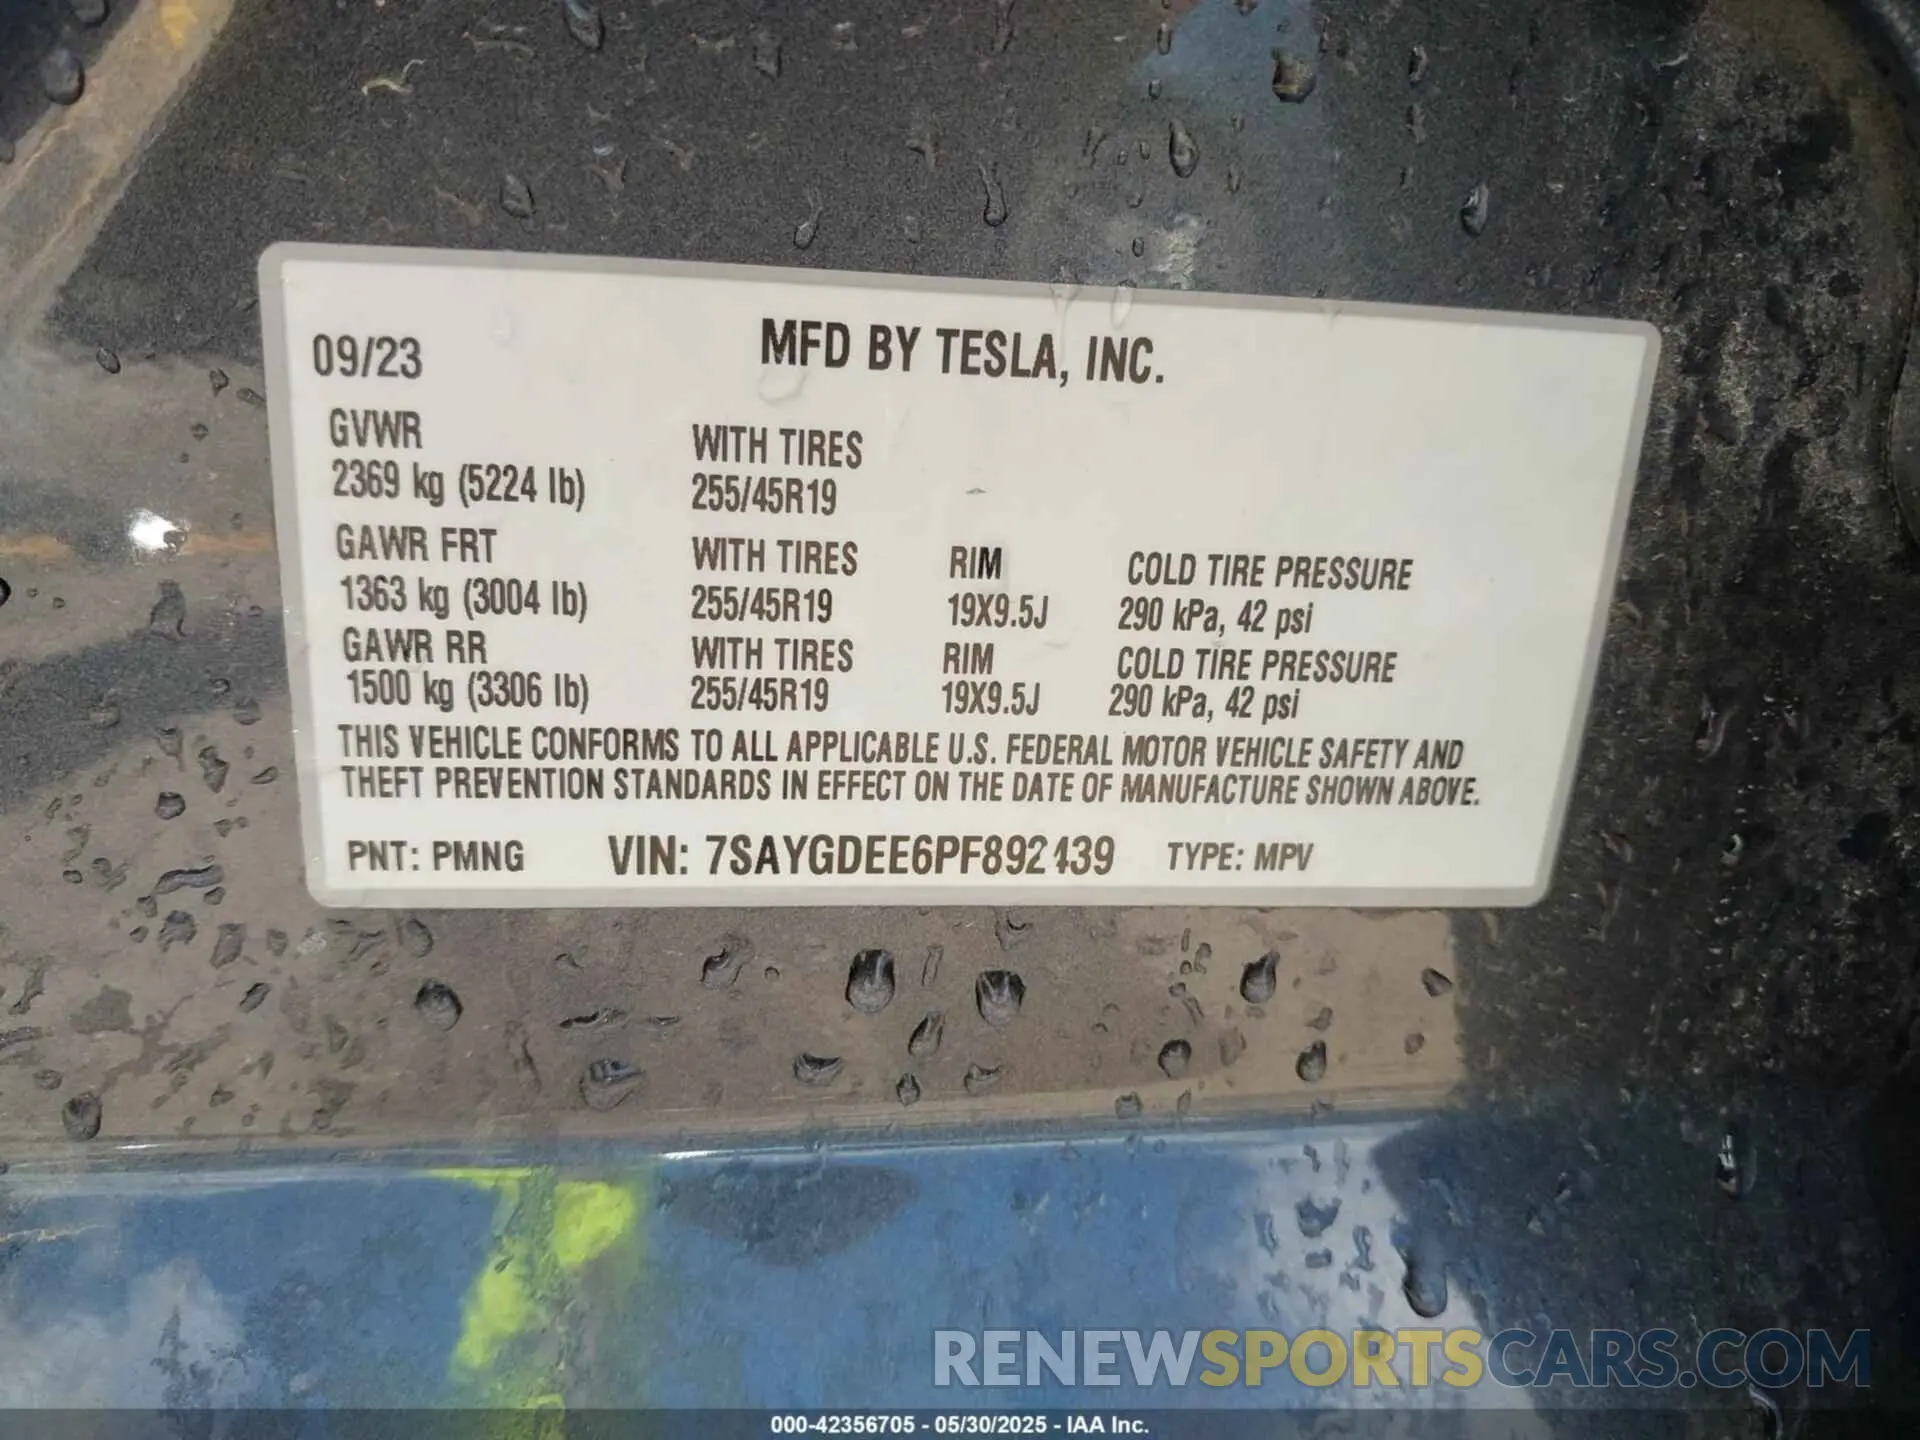 MFD BY TESLA, INC.
09/23
GVWR WITH TIRES
2369 kg (5224 lb) 255/45R19
GAWR FRT WITH TIRES RIM COLD TIRE PRESSURE
1363 kg (3004 lb) 255/45R19 19X9.5J 290 kPa, 42 psi
GAWR RR WITH TIRES RIM COLD TIRE PRESSURE
1500 kg (3306 lb) 255/45R19 19X9.5J 290 kPa, 42 psi
THIS VEHICLE CONFORMS TO ALL APPLICABLE U.S. FEDERAL MOTOR VEHICLE SAFETY AND
THEFT PREVENTION STANDARDS IN EFFECT ON THE DATE OF MANUFACTURE SHOWN ABOVE.
PNT: PMNG VIN: 7SAYGDEE6PF892439 TYPE: MPV
RENEWSPORTSCARS.COM
000-42356705 - 05/30/2025 - IAA Inc.